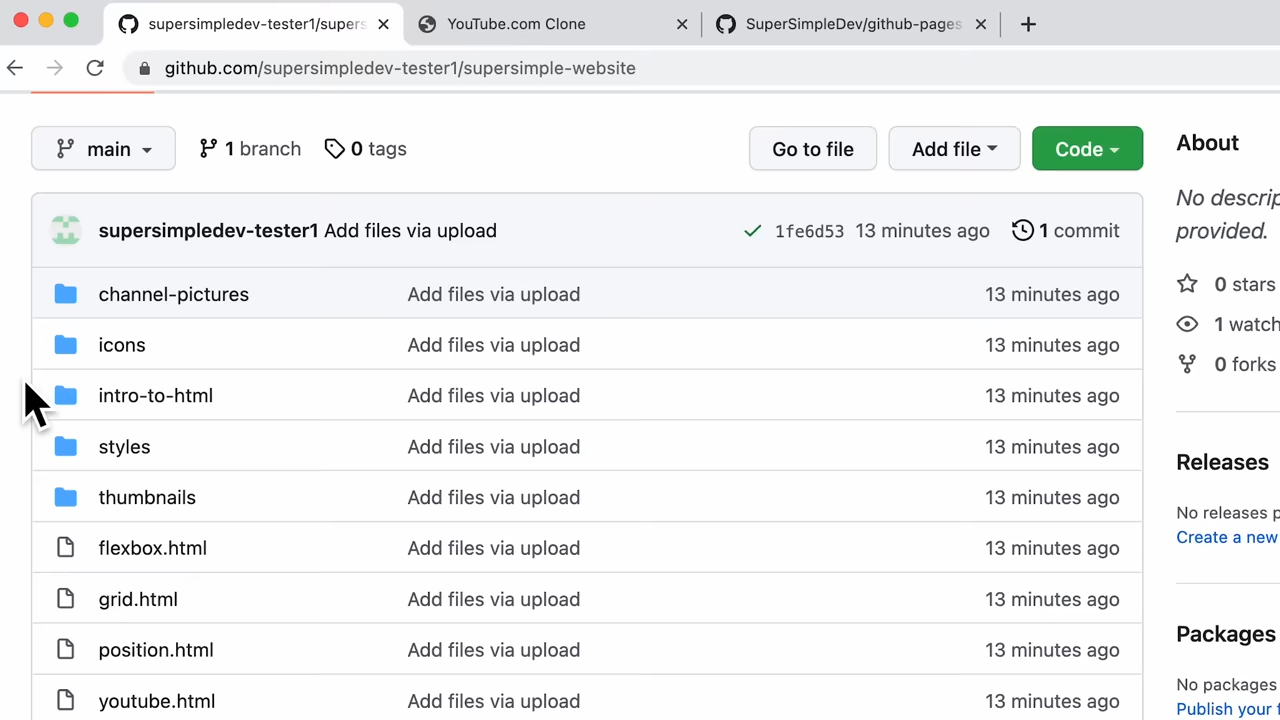 supersimpledev-tester1/supers
YouTube.com Clone
SuperSimpleDev/github-pages
github.com/supersimpledev-tester1/supersimple-website
main
1 branch
0 tags
Go to file
Add file
Code
About
No descrip
provided.
supersimpledev-tester1 Add files via upload
1fe6d53 13 minutes ago
1 commit
channel-pictures Add files via upload 13 minutes ago
0 stars
icons Add files via upload 13 minutes ago
1 watch
0 forks
intro-to-html Add files via upload 13 minutes ago
styles Add files via upload 13 minutes ago
Releases
thumbnails Add files via upload 13 minutes ago
No releases p
Create a new
flexbox.html Add files via upload 13 minutes ago
grid.html Add files via upload 13 minutes ago
Packages
position.html Add files via upload 13 minutes ago
No packages
youtube.html Add files via upload 13 minutes ago
Publish your f